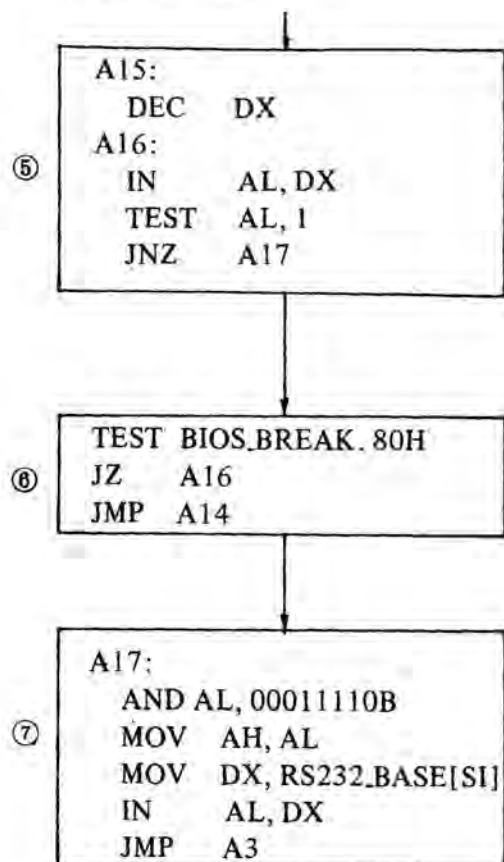 A15:
DEC DX
A16:
⑤ IN AL, DX
TEST AL, 1
JNZ A17
TEST BIOS_BREAK, 80H
⑥ JZ A16
JMP A14
A17:
AND AL, 00011110B
⑦ MOV AH, AL
MOV DX, RS232_BASE[SI]
IN AL, DX
JMP A3